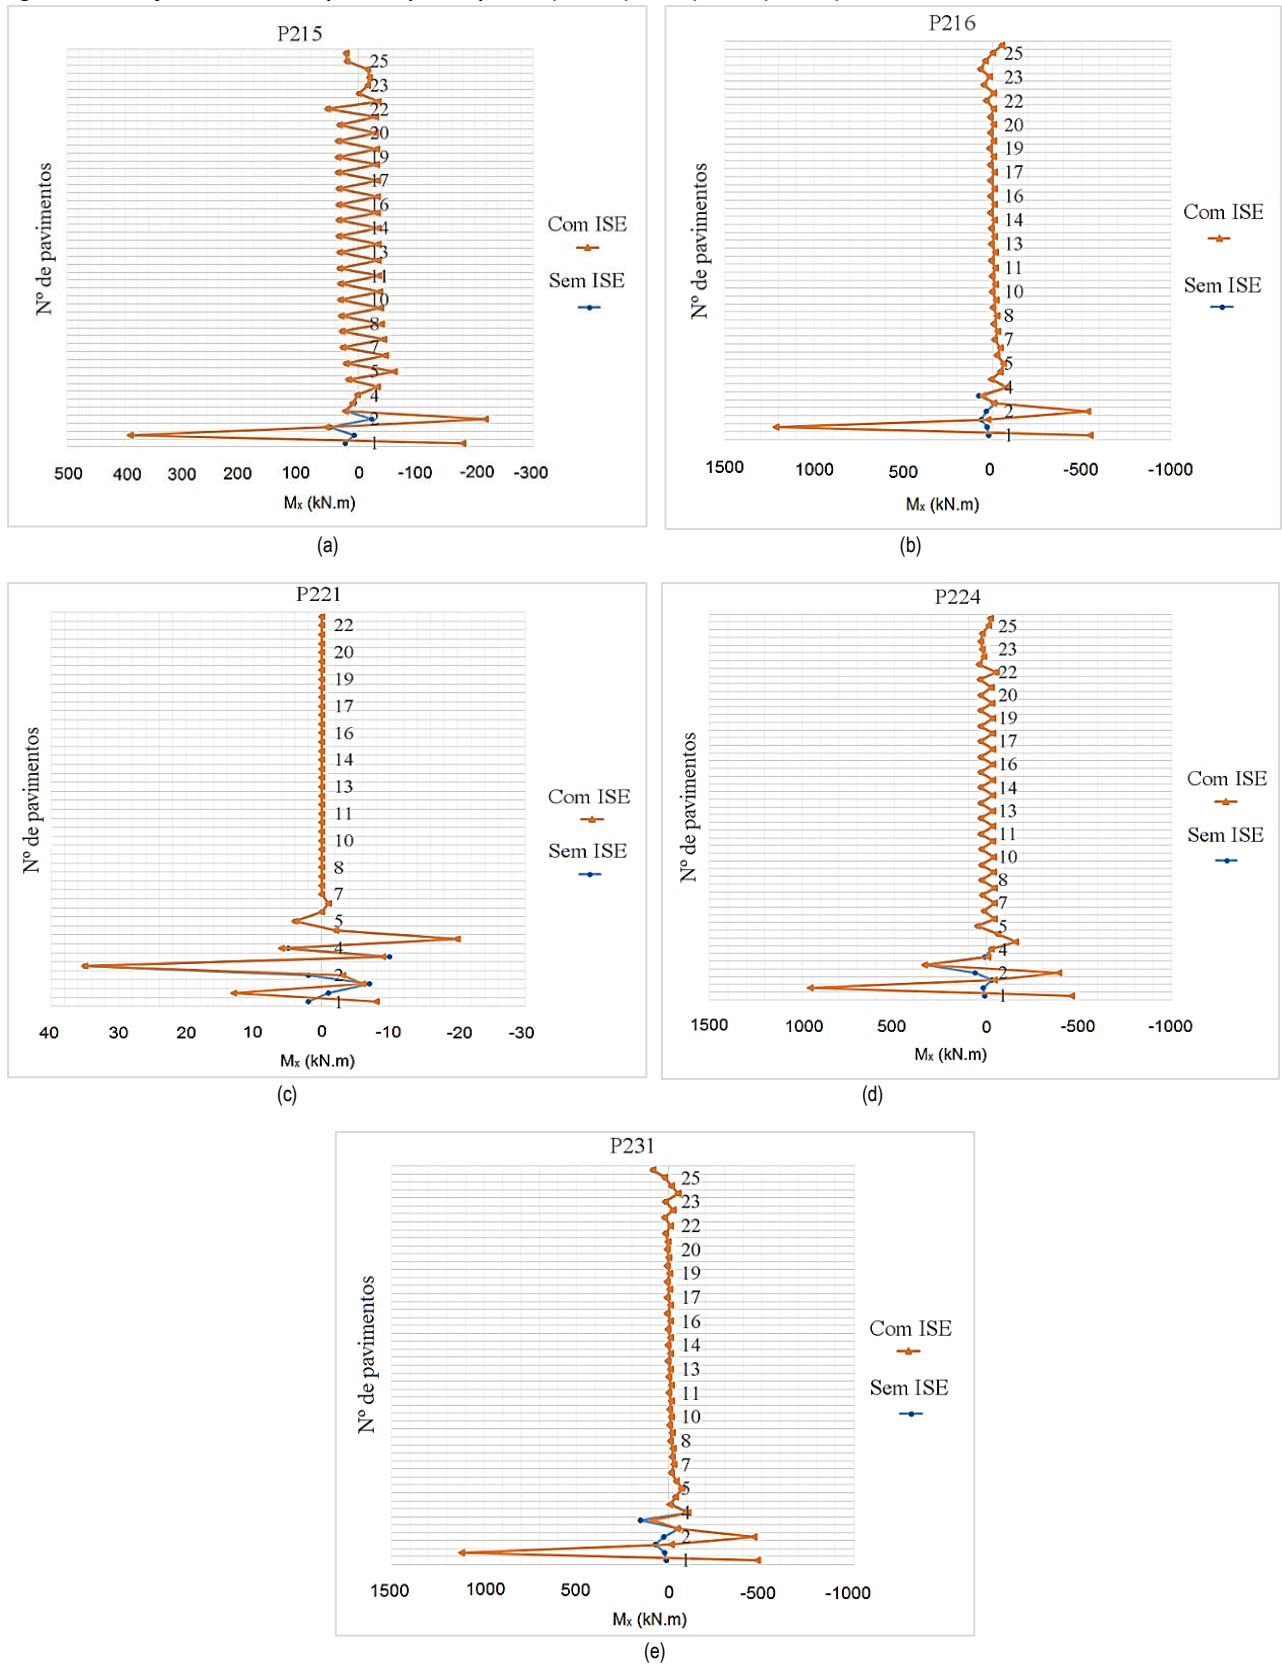 P215
25
23
22
20
19
17
16
14
13
11
10
8
7
5
4
2
1
Nº de pavimentos
Com ISE
Sem ISE
500 400 300 200 100 0 -100 -200 -300
Mx (kN.m)
(a)
P216
25
23
22
20
19
17
16
14
13
11
10
8
7
5
4
2
1
Nº de pavimentos
Com ISE
Sem ISE
1500 1000 500 0 -500 -1000
Mx (kN.m)
(b)
P221
22
20
19
17
16
14
13
11
10
8
7
5
4
2
1
Nº de pavimentos
Com ISE
Sem ISE
40 30 20 10 0 -10 -20 -30
Mx (kN.m)
(c)
P224
25
23
22
20
19
17
16
14
13
11
10
8
7
5
4
2
1
Nº de pavimentos
Com ISE
Sem ISE
1500 1000 500 0 -500 -1000
Mx (kN.m)
(d)
P231
25
23
22
20
19
17
16
14
13
11
10
8
7
5
4
2
1
Nº de pavimentos
Com ISE
Sem ISE
1500 1000 500 0 -500 -1000
Mx (kN.m)
(e)